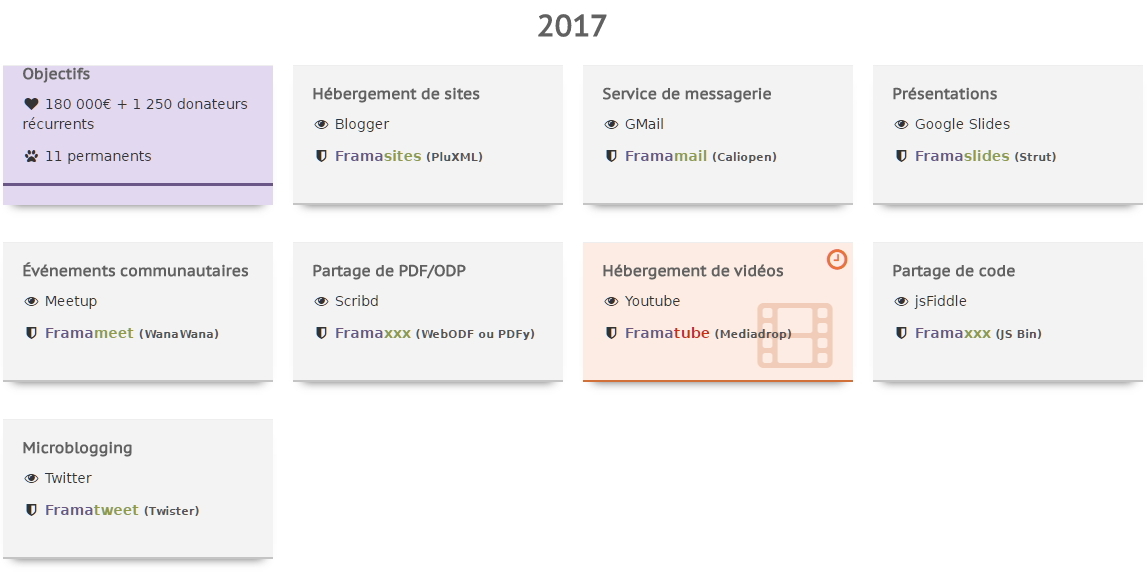 2017
Objectifs
180 000€ + 1 250 donateurs
récurrents
11 permanents
Hébergement de sites
Blogger
Framasites (PluXML)
Service de messagerie
GMail
Framamail (Caliopen)
Présentations
Google Slides
Framaslides (Strut)
Événements communautaires
Meetup
Framameet (WanaWana)
Partage de PDF/ODP
Scribd
Framaxxx (WebODF ou PDFy)
Hébergement de vidéos
Youtube
Framatube (Mediadrop)
Partage de code
jsFiddle
Framaxxx (JS Bin)
Microblogging
Twitter
Framatweet (Twister)